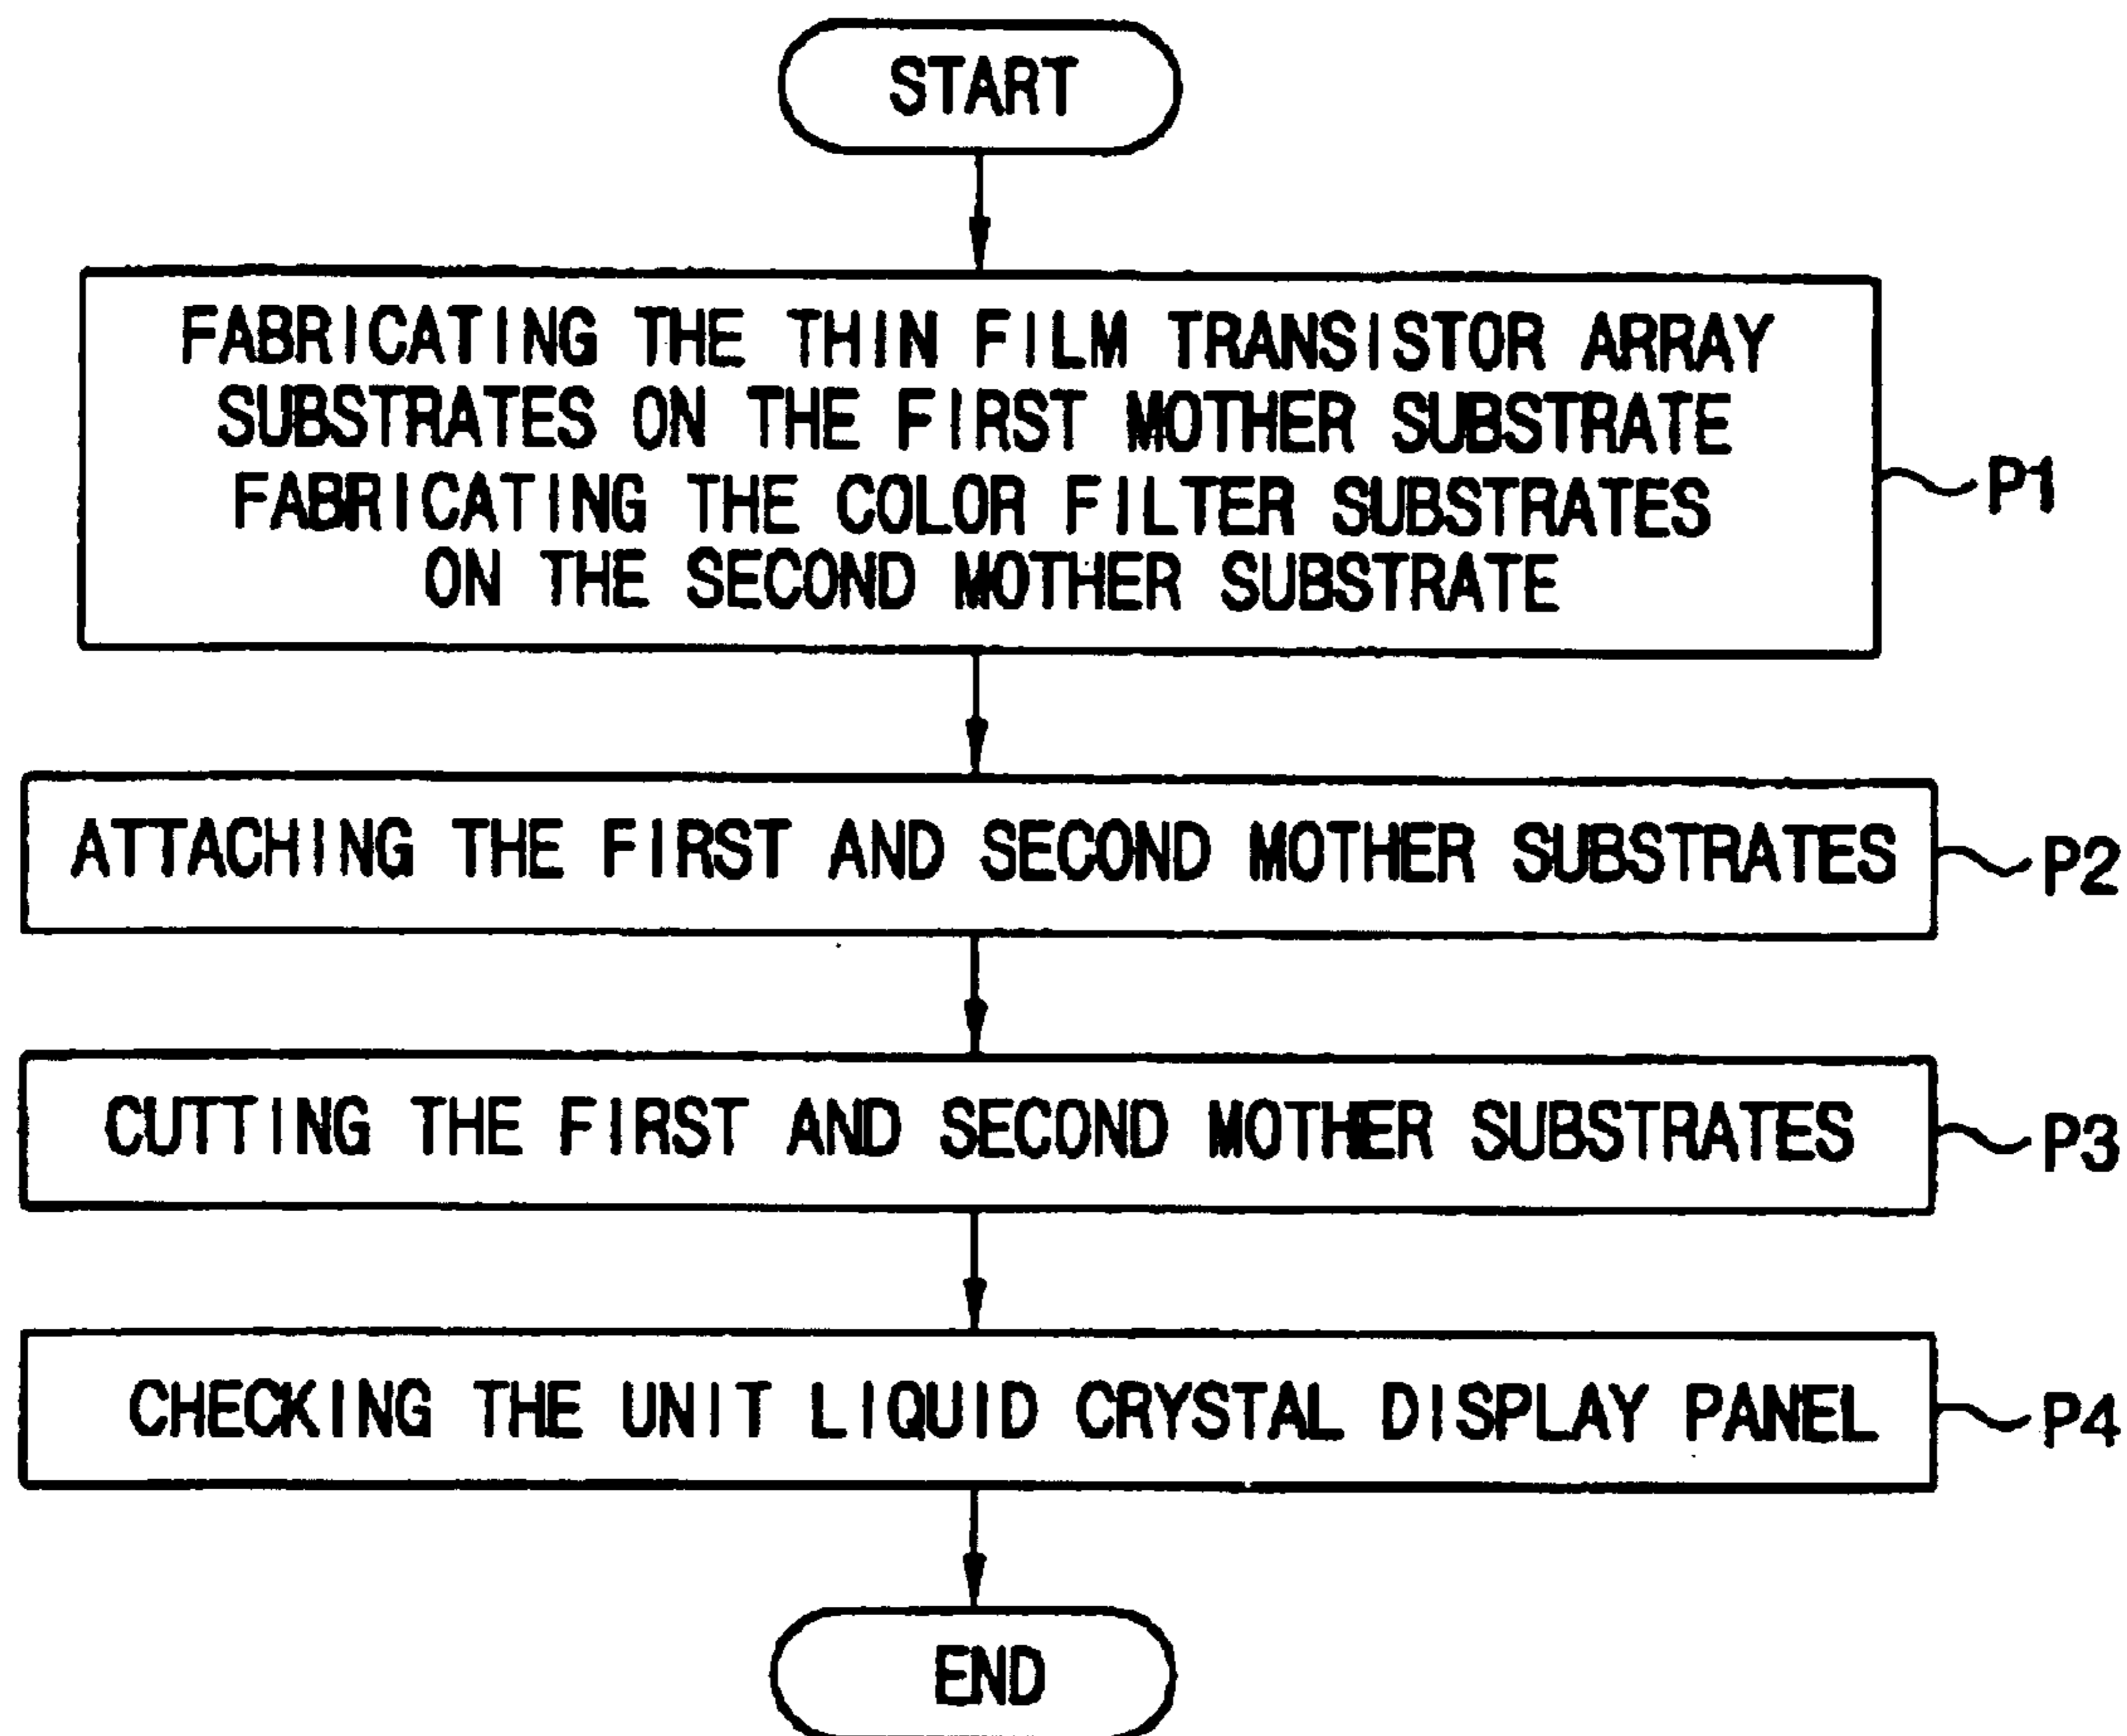 START
FABRICATING THE THIN FILM TRANSISTOR ARRAY
SUBSTRATES ON THE FIRST MOTHER SUBSTRATE
FABRICATING THE COLOR FILTER SUBSTRATES
ON THE SECOND MOTHER SUBSTRATE
P1
ATTACHING THE FIRST AND SECOND MOTHER SUBSTRATES
P2
CUTTING THE FIRST AND SECOND MOTHER SUBSTRATES
P3
CHECKING THE UNIT LIQUID CRYSTAL DISPLAY PANEL
P4
END